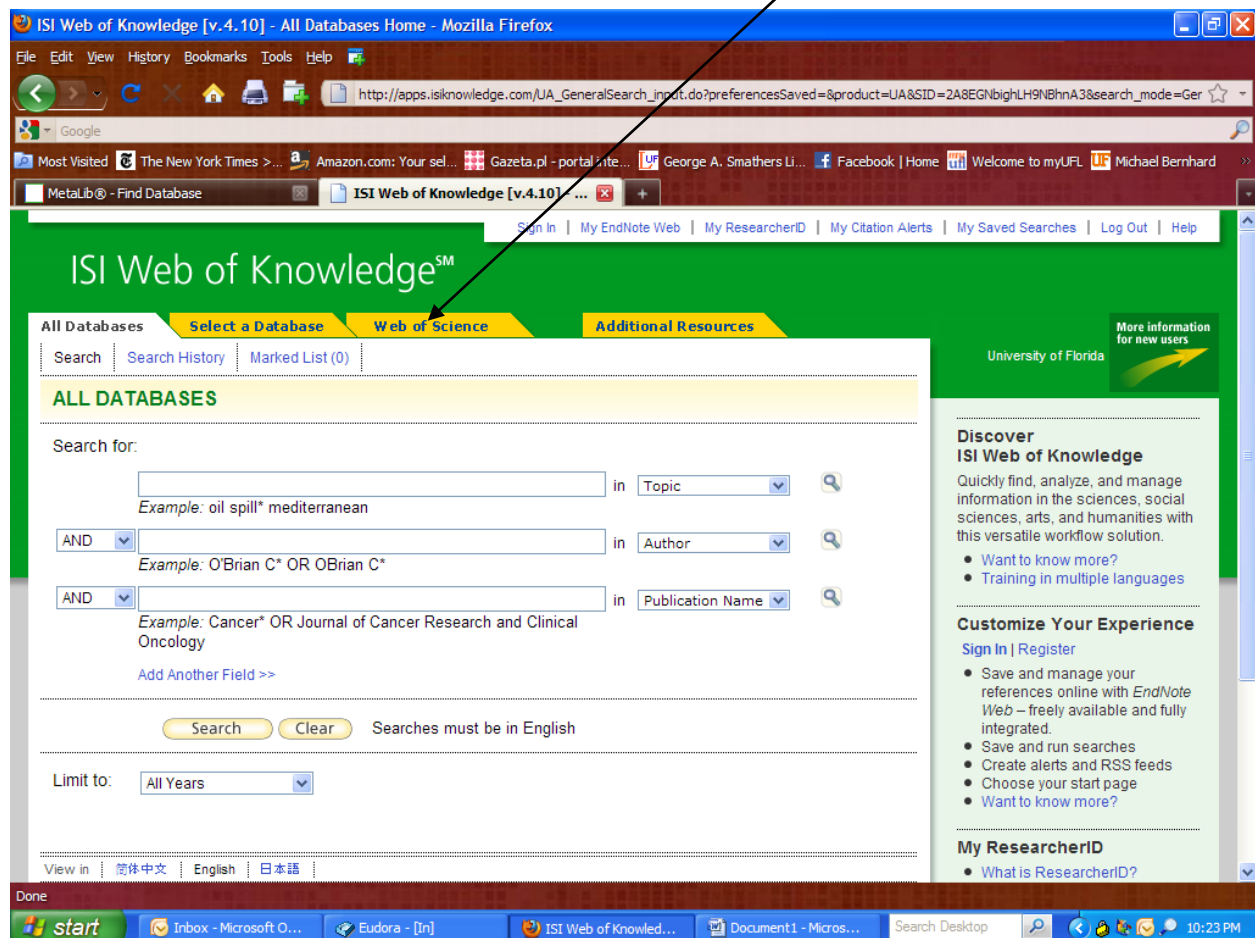 ISI Web of Knowledge [v.4.10] - All Databases Home - Mozilla Firefox
File Edit View History Bookmarks Tools Help
http://apps.isiknowledge.com/UA_GeneralSearch_input.do?preferencesSaved=&product=UA&SID=2A8EGNbighLH9NBhnA3&search_mode=Ger
Google
Most Visited The New York Times >... Amazon.com: Your sel... Gazeta.pl - portal inte... George A. Smathers Li... Facebook | Home Welcome to myUFL Michael Bernhard
MetaLib® - Find Database ISI Web of Knowledge [v.4.10] - ...
Sign In | My EndNote Web | My ResearcherID | My Citation Alerts | My Saved Searches | Log Out | Help
ISI Web of Knowledge℠
All Databases Select a Database Web of Science Additional Resources
More information for new users
University of Florida
Search Search History Marked List (0)
ALL DATABASES
Search for:
in Topic
Example: oil spill* mediterranean
AND in Author
Example: O'Brian C* OR OBrian C*
AND in Publication Name
Example: Cancer* OR Journal of Cancer Research and Clinical
Oncology
Add Another Field >>
Search Clear Searches must be in English
Limit to: All Years
View in 简体中文 English 日本語
Discover
ISI Web of Knowledge
Quickly find, analyze, and manage
information in the sciences, social
sciences, arts, and humanities with
this versatile workflow solution.
Want to know more?
Training in multiple languages
Customize Your Experience
Sign In | Register
Save and manage your
references online with EndNote
Web – freely available and fully
integrated.
Save and run searches
Create alerts and RSS feeds
Choose your start page
Want to know more?
My ResearcherID
What is ResearcherID?
Done
start Inbox - Microsoft O... Eudora - [In] ISI Web of Knowled... Document1 - Micros... Search Desktop 10:23 PM